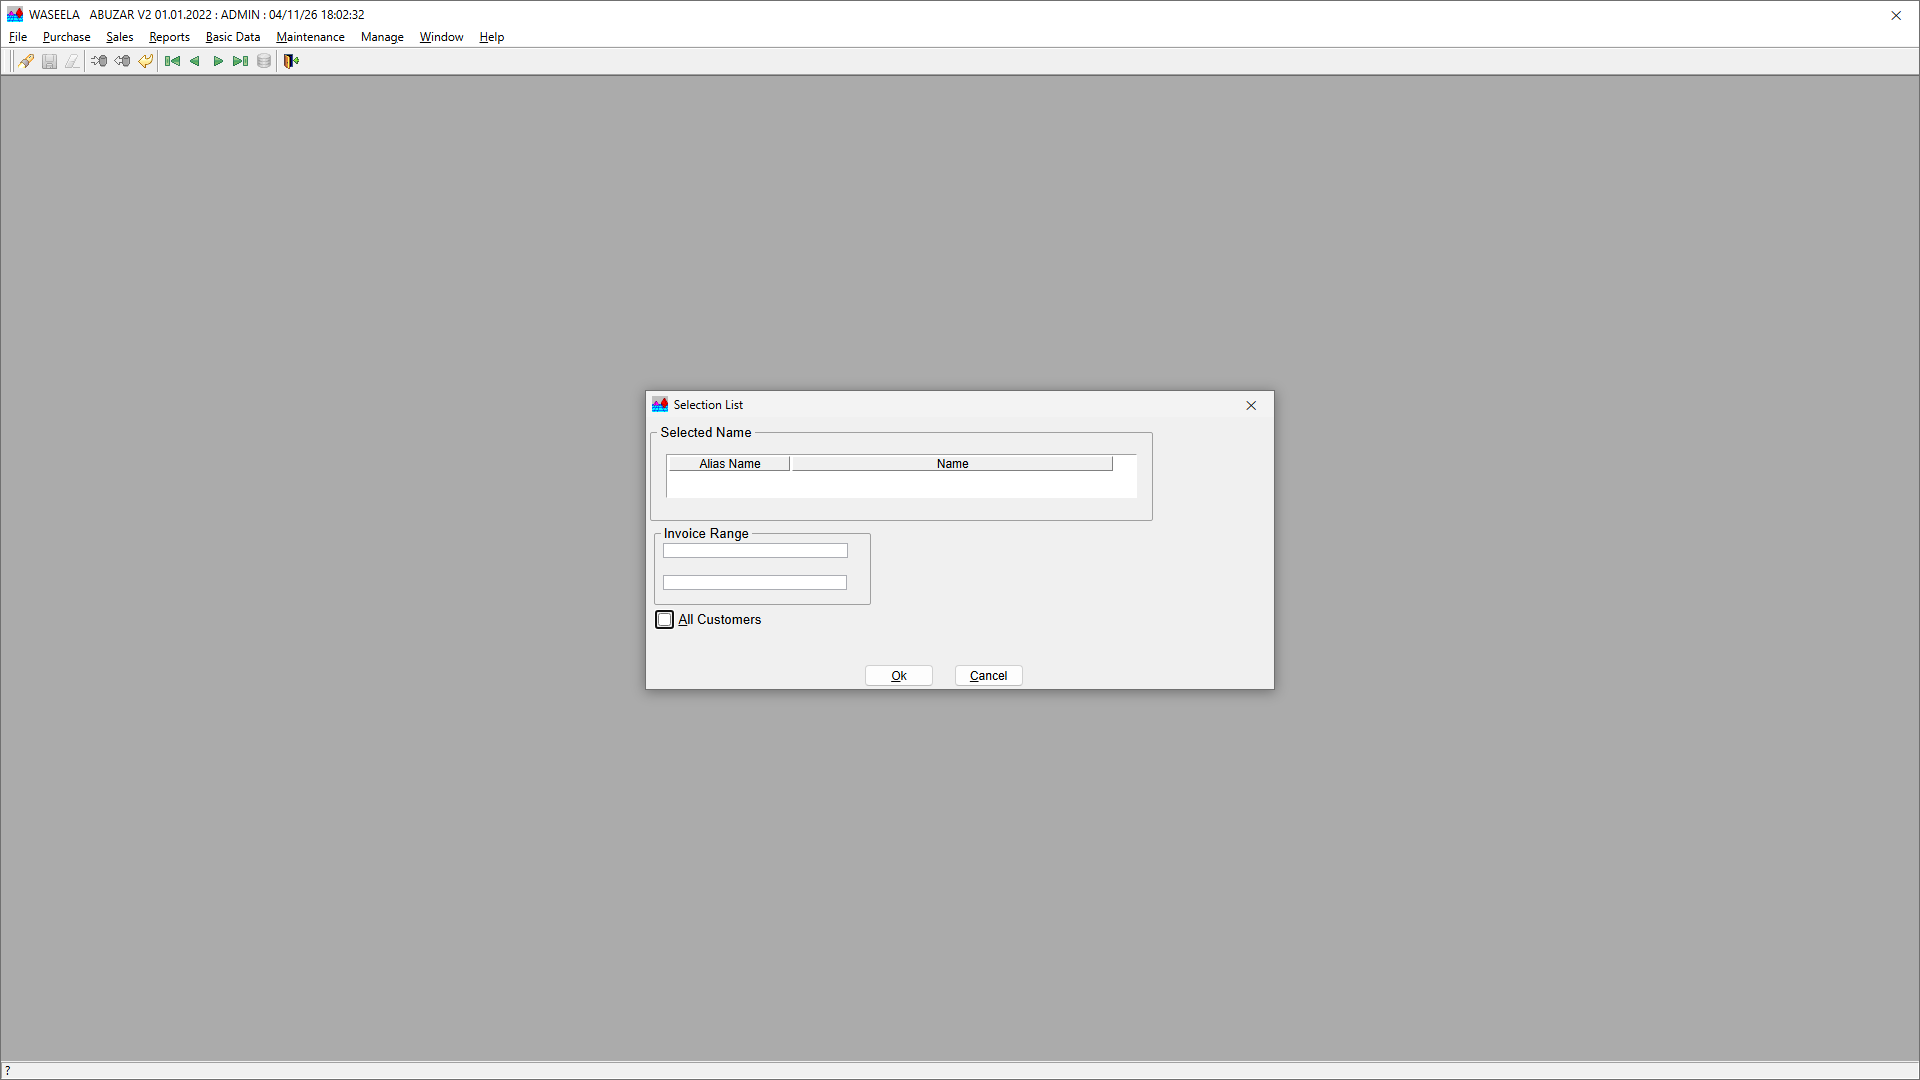 WASEELA ABUZAR V2 01.01.2022 : ADMIN : 04/11/26 18:02:32
File Purchase Sales Reports Basic Data Maintenance Manage Window Help
Selection List
Selected Name
Alias Name Name
Invoice Range
All Customers
Ok Cancel
?